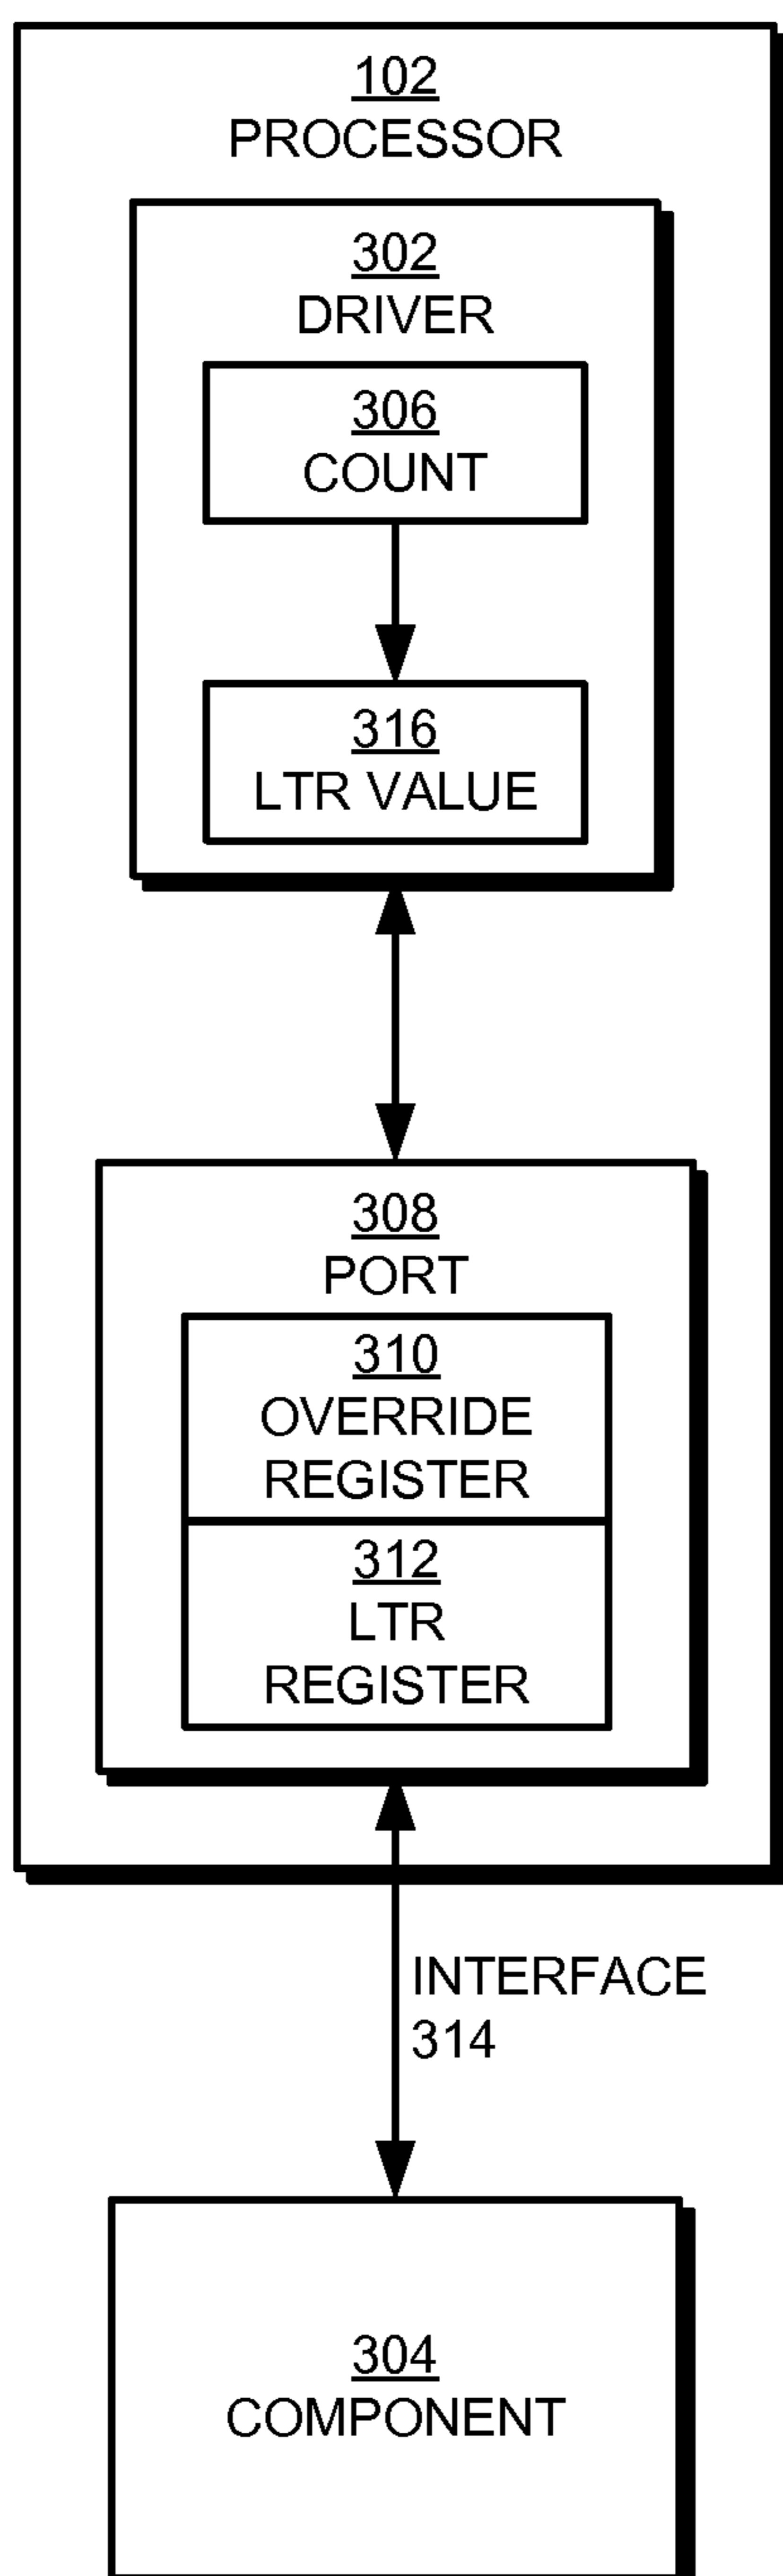 102
PROCESSOR
302
DRIVER
306
COUNT
316
LTR VALUE
308
PORT
310
OVERRIDE
REGISTER
312
LTR
REGISTER
INTERFACE
314
304
COMPONENT